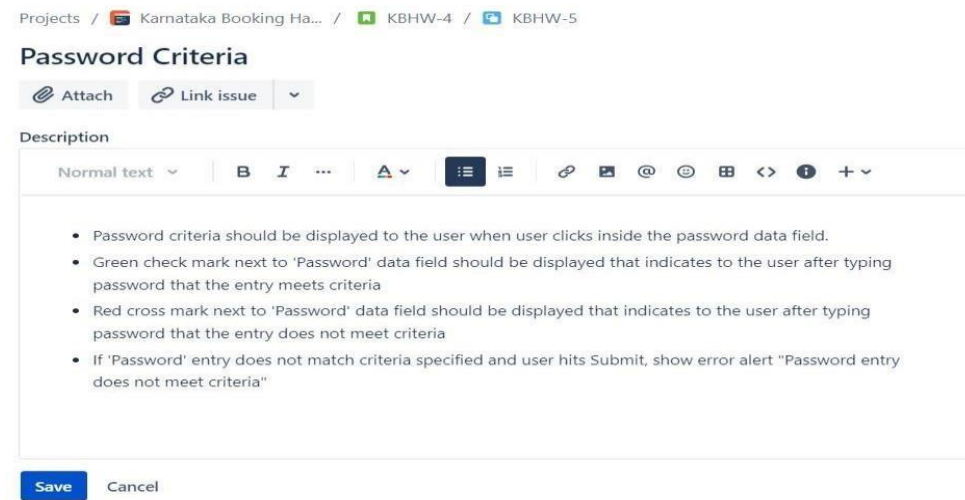 Projects / Karnataka Booking Ha... / KBHW-4 / KBHW-5
Password Criteria
Attach Link issue
Description
Normal text B I ... A
• Password criteria should be displayed to the user when user clicks inside the password data field.
• Green check mark next to 'Password' data field should be displayed that indicates to the user after typing
password that the entry meets criteria
• Red cross mark next to 'Password' data field should be displayed that indicates to the user after typing
password that the entry does not meet criteria
• If 'Password' entry does not match criteria specified and user hits Submit, show error alert "Password entry
does not meet criteria"
Save Cancel